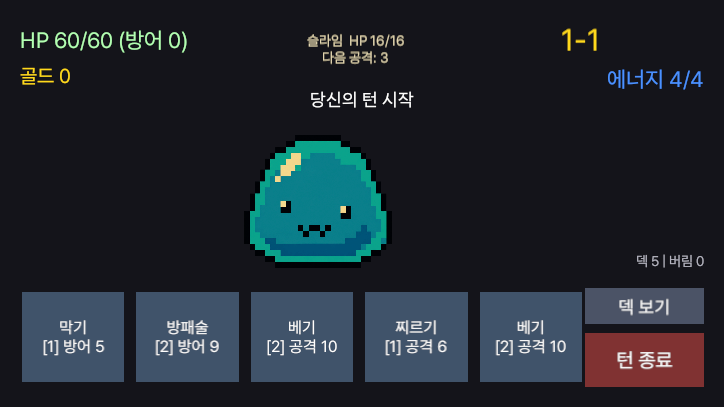 HP 60/60 (방어 0)
골드 0
슬라임 HP 16/16
다음 공격: 3
1-1
에너지 4/4
당신의 턴 시작
덱 5 | 버림 0
막기
[1] 방어 5
방패술
[2] 방어 9
베기
[2] 공격 10
찌르기
[1] 공격 6
베기
[2] 공격 10
덱 보기
턴 종료